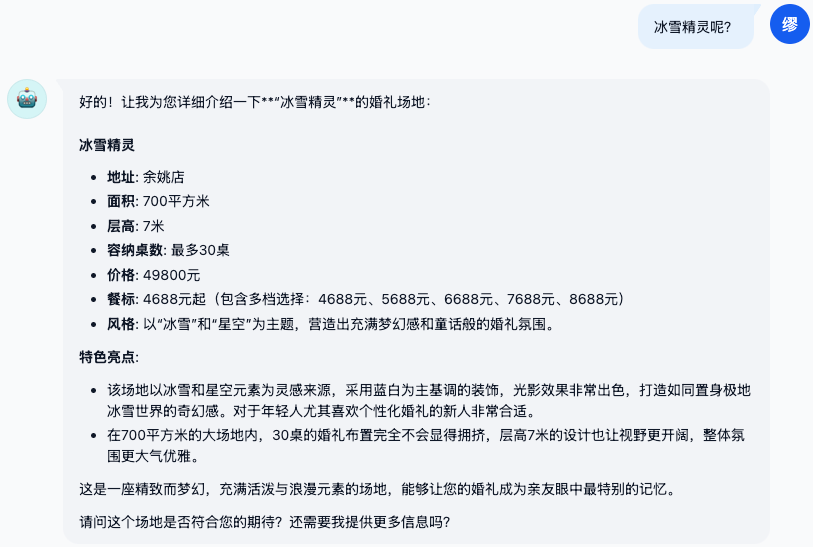 冰雪精灵呢?
缪
好的！让我为您详细介绍一下**“冰雪精灵”**的婚礼场地：
冰雪精灵
地址: 余姚店
面积: 700平方米
层高: 7米
容纳桌数: 最多30桌
价格: 49800元
餐标: 4688元起（包含多档选择：4688元、5688元、6688元、7688元、8688元）
风格: 以“冰雪”和“星空”为主题，营造出充满梦幻感和童话般的婚礼氛围。
特色亮点:
该场地以冰雪和星空元素为灵感来源，采用蓝白为主基调的装饰，光影效果非常出色，打造如同置身极地
冰雪世界的奇幻感。对于年轻人尤其喜欢个性化婚礼的新人非常合适。
在700平方米的大场地内，30桌的婚礼布置完全不会显得拥挤，层高7米的设计也让视野更开阔，整体氛
围更大气优雅。
这是一座精致而梦幻，充满活泼与浪漫元素的场地，能够让您的婚礼成为亲友眼中最特别的记忆。
请问这个场地是否符合您的期待？还需要我提供更多信息吗?